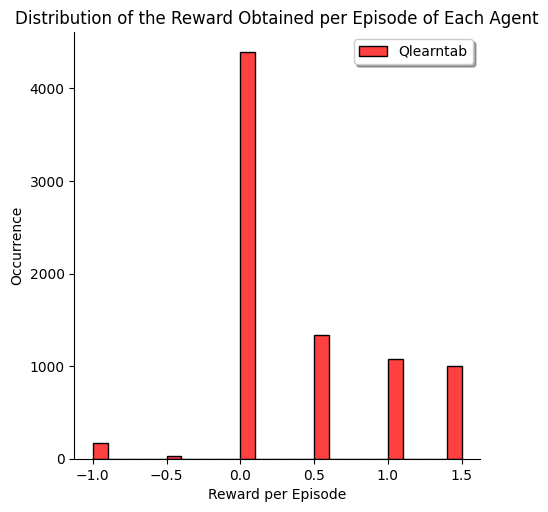 Distribution of the Reward Obtained per Episode of Each Agent
Qlearntab
Occurrence
4000
3000
2000
1000
0
−1.0 −0.5 0.0 0.5 1.0 1.5
Reward per Episode